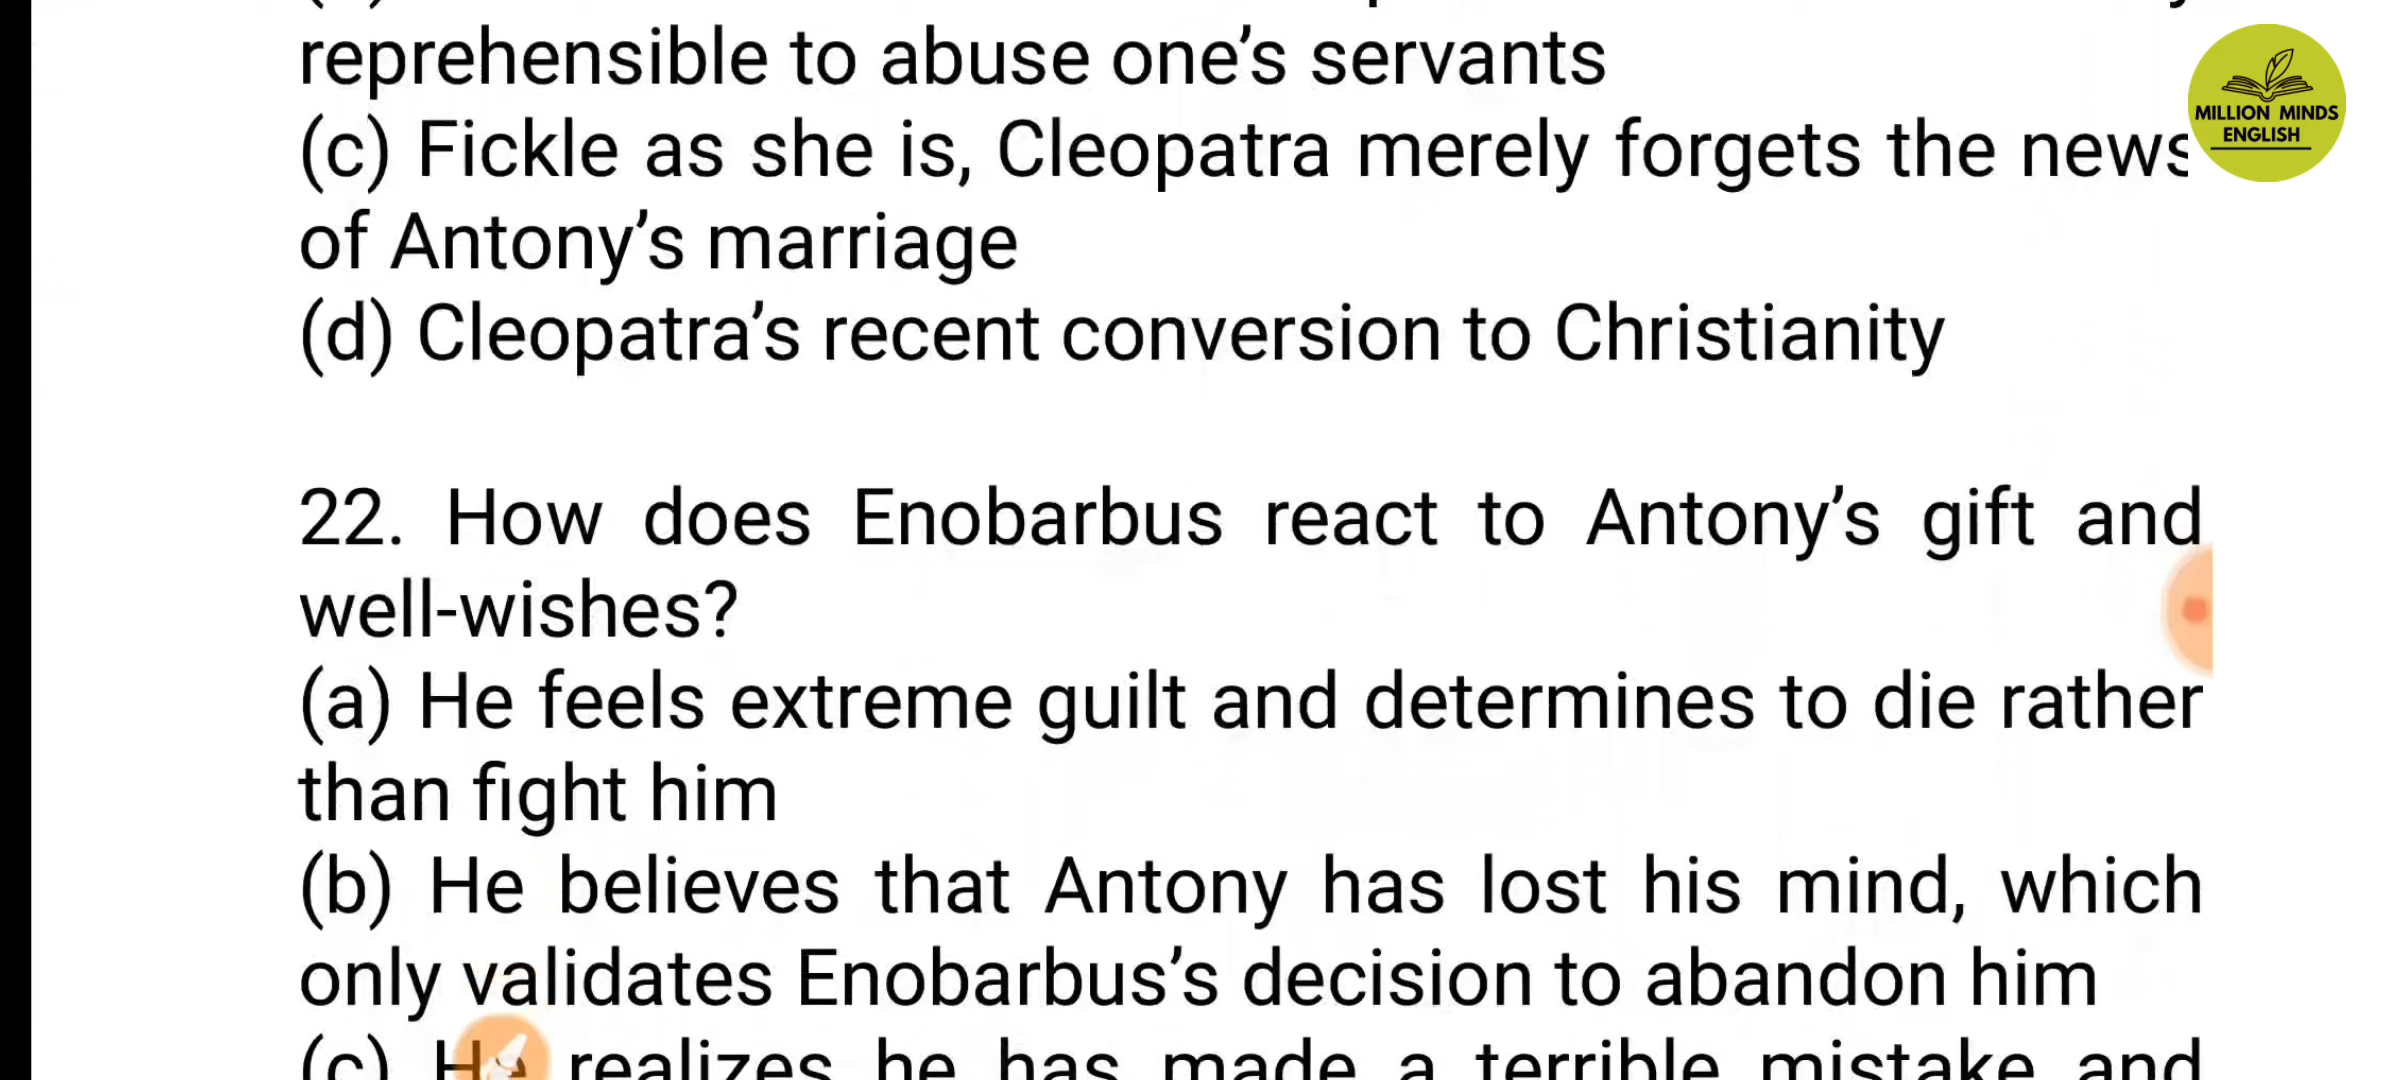 reprehensible to abuse one’s servants
(c) Fickle as she is, Cleopatra merely forgets the news
of Antony’s marriage
(d) Cleopatra’s recent conversion to Christianity
22. How does Enobarbus react to Antony’s gift and
well-wishes?
(a) He feels extreme guilt and determines to die rather
than fight him
(b) He believes that Antony has lost his mind, which
only validates Enobarbus’s decision to abandon him
(c) He realizes he has made a terrible mistake and
MILLION MINDS
ENGLISH